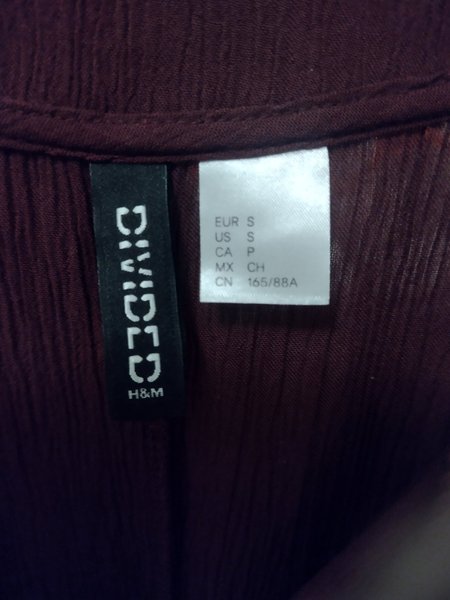 DIVIDED
H&M
EUR S
US S
CA P
MX CH
CN 165/88A